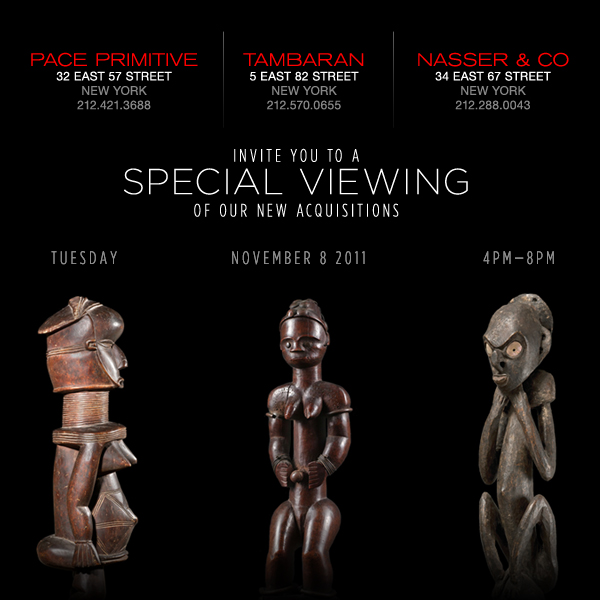 PACE PRIMITIVE
32 EAST 57 STREET
NEW YORK
212.421.3688
TAMBARAN
5 EAST 82 STREET
NEW YORK
212.570.0655
NASSER & CO
34 EAST 67 STREET
NEW YORK
212.288.0043
INVITE YOU TO A
SPECIAL VIEWING
OF OUR NEW ACQUISITIONS
TUESDAY
NOVEMBER 8 2011
4PM–8PM